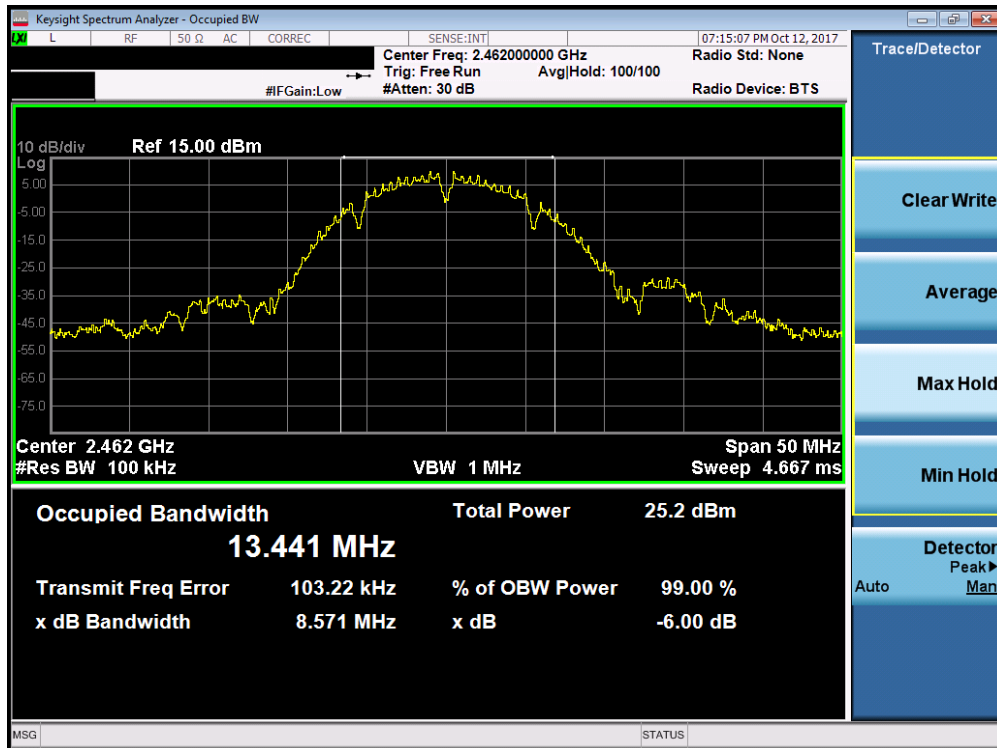 Keysight Spectrum Analyzer - Occupied BW
LXI L RF 50 Ω AC CORREC SENSE:INT 07:15:07 PM Oct 12, 2017
Center Freq: 2.462000000 GHz Radio Std: None
Trig: Free Run Avg|Hold: 100/100
#IFGain:Low #Atten: 30 dB Radio Device: BTS
10 dB/div Ref 15.00 dBm
Log
5.00
-5.00
-15.0
-25.0
-35.0
-45.0
-55.0
-65.0
-75.0
Center 2.462 GHz Span 50 MHz
#Res BW 100 kHz VBW 1 MHz Sweep 4.667 ms
Occupied Bandwidth Total Power 25.2 dBm
13.441 MHz
Transmit Freq Error 103.22 kHz % of OBW Power 99.00 %
x dB Bandwidth 8.571 MHz x dB -6.00 dB
MSG STATUS
Trace/Detector
Clear Write
Average
Max Hold
Min Hold
Detector
Peak▶
Auto Man